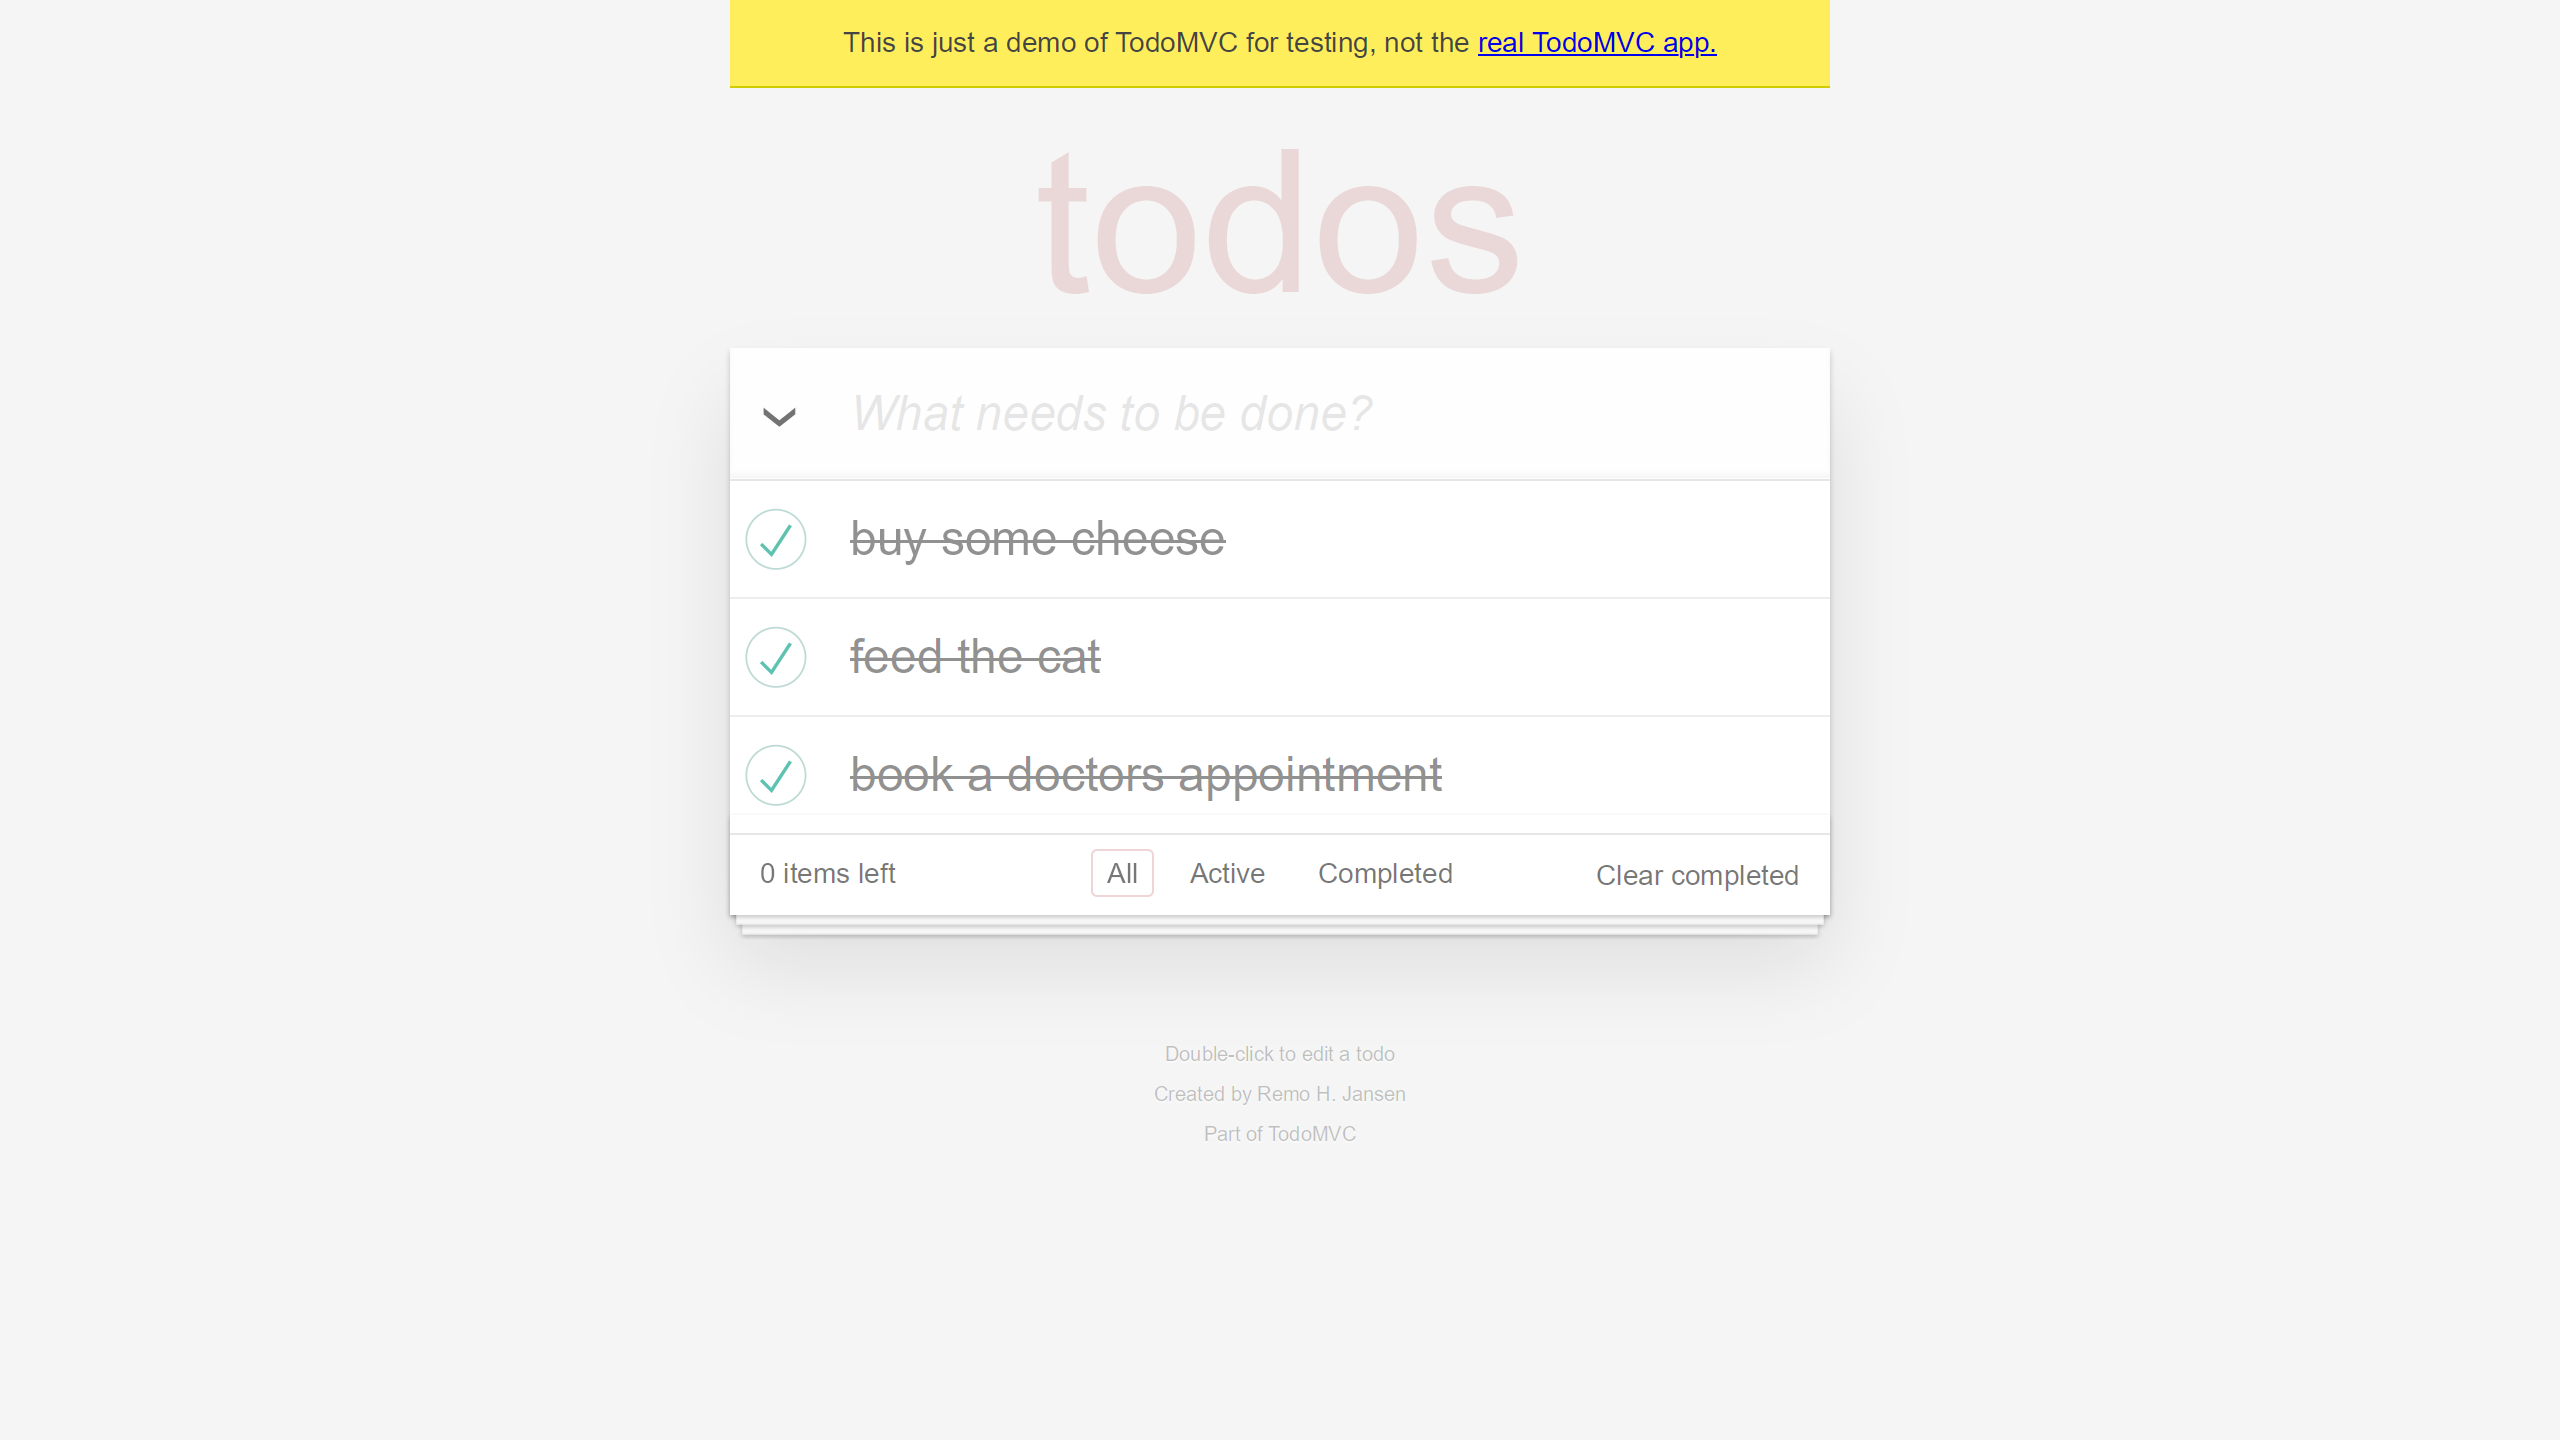 This is just a demo of TodoMVC for testing, not the real TodoMVC app.
todos
What needs to be done?
buy some cheese
feed the cat
book a doctors appointment
0 items left All Active Completed Clear completed
Double-click to edit a todo
Created by Remo H. Jansen
Part of TodoMVC